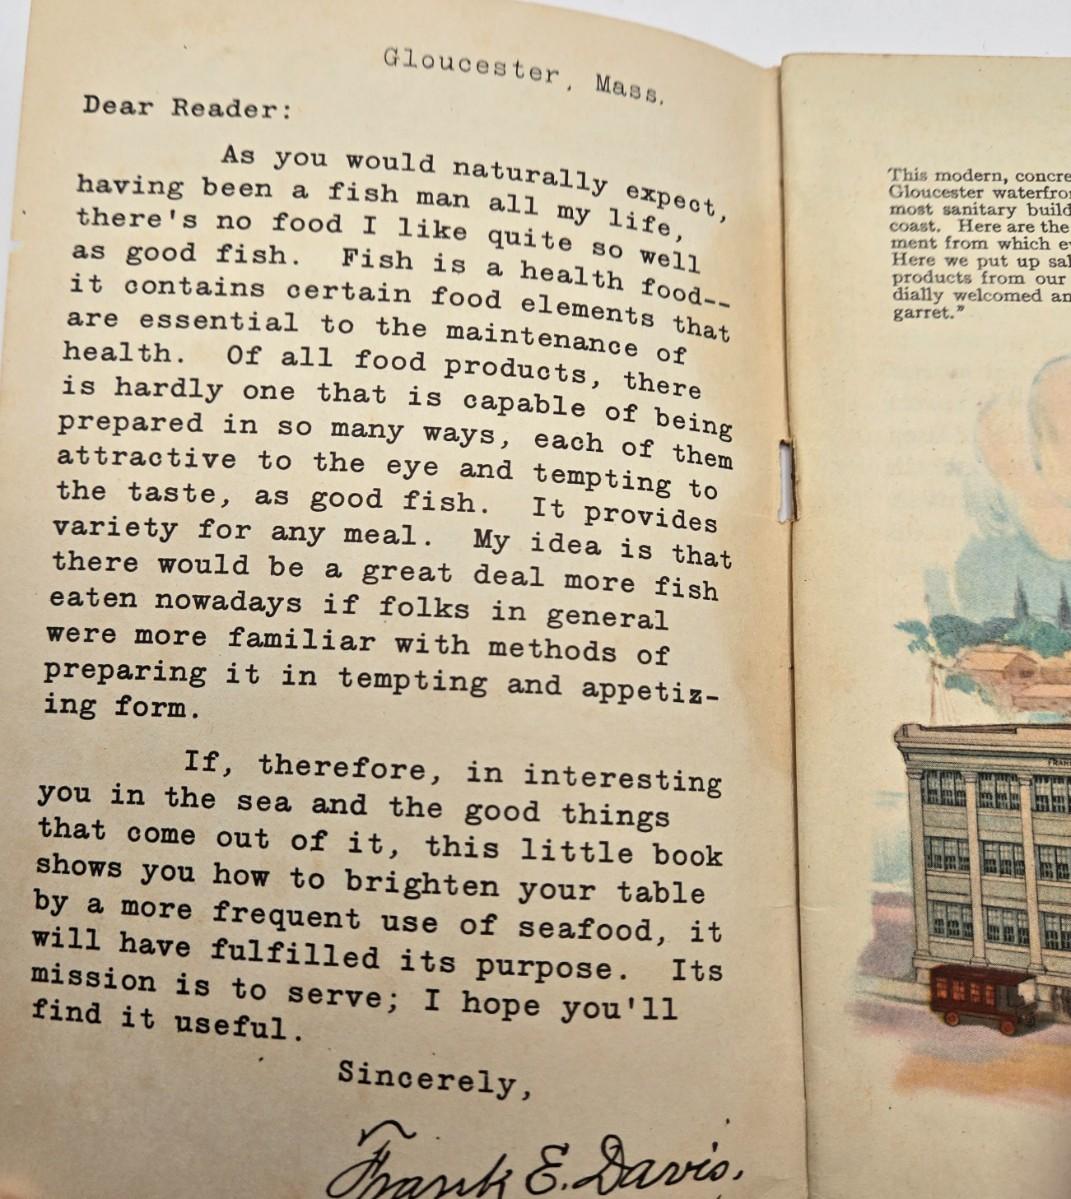 Gloucester, Mass.
Dear Reader:
As you would naturally expect,
having been a fish man all my life,
there's no food I like quite so well
as good fish. Fish is a health food--
it contains certain food elements that
are essential to the maintenance of
health. Of all food products, there
is hardly one that is capable of being
prepared in so many ways, each of them
attractive to the eye and tempting to
the taste, as good fish. It provides
variety for any meal. My idea is that
there would be a great deal more fish
eaten nowadays if folks in general
were more familiar with methods of
preparing it in tempting and appetiz-
ing form.
If, therefore, in interesting
you in the sea and the good things
that come out of it, this little book
shows you how to brighten your table
by a more frequent use of seafood, it
will have fulfilled its purpose. Its
mission is to serve; I hope you'll
find it useful.
Sincerely,
Frank E. Davis.
This modern, concre
Gloucester waterfro
most sanitary build
coast. Here are the
ment from which ev
Here we put up sal
products from our
dially welcomed an
garret."
FRAN